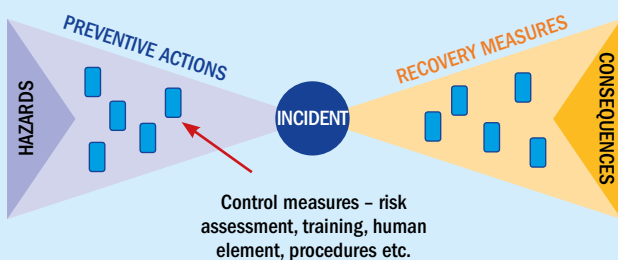 HAZARDS
PREVENTIVE ACTIONS
INCIDENT
RECOVERY MEASURES
CONSEQUENCES
Control measures – risk
assessment, training, human
element, procedures etc.